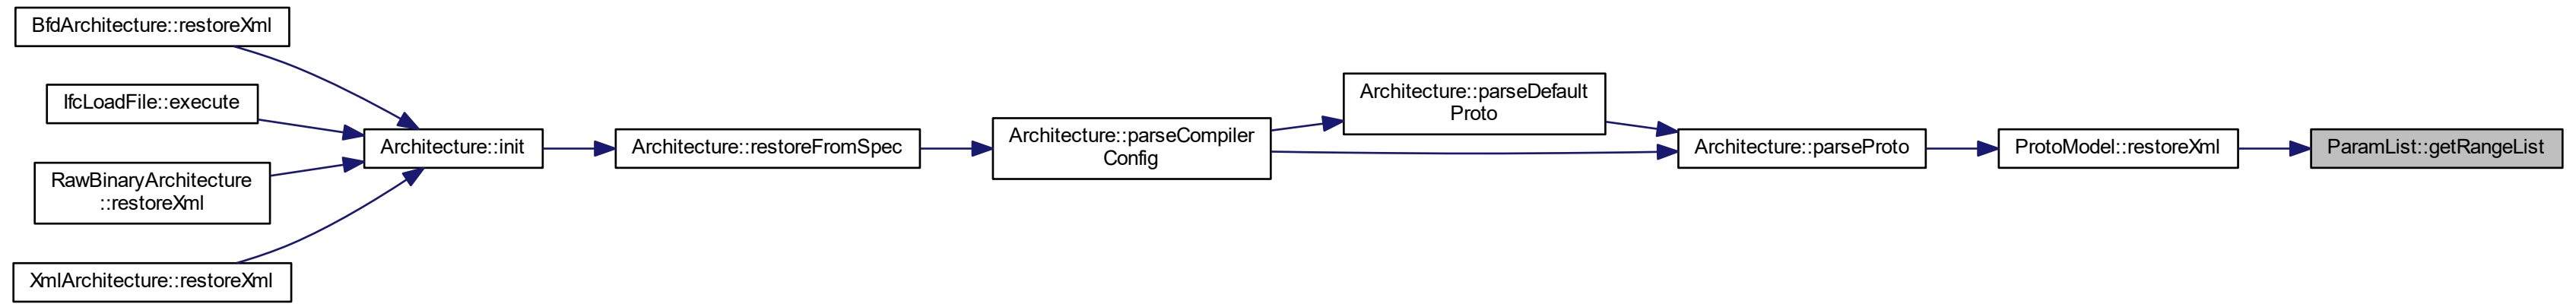 BfdArchitecture::restoreXml
IfcLoadFile::execute
RawBinaryArchitecture
::restoreXml
XmlArchitecture::restoreXml
Architecture::init
Architecture::restoreFromSpec
Architecture::parseCompiler
Config
Architecture::parseDefault
Proto
Architecture::parseProto
ProtoModel::restoreXml
ParamList::getRangeList